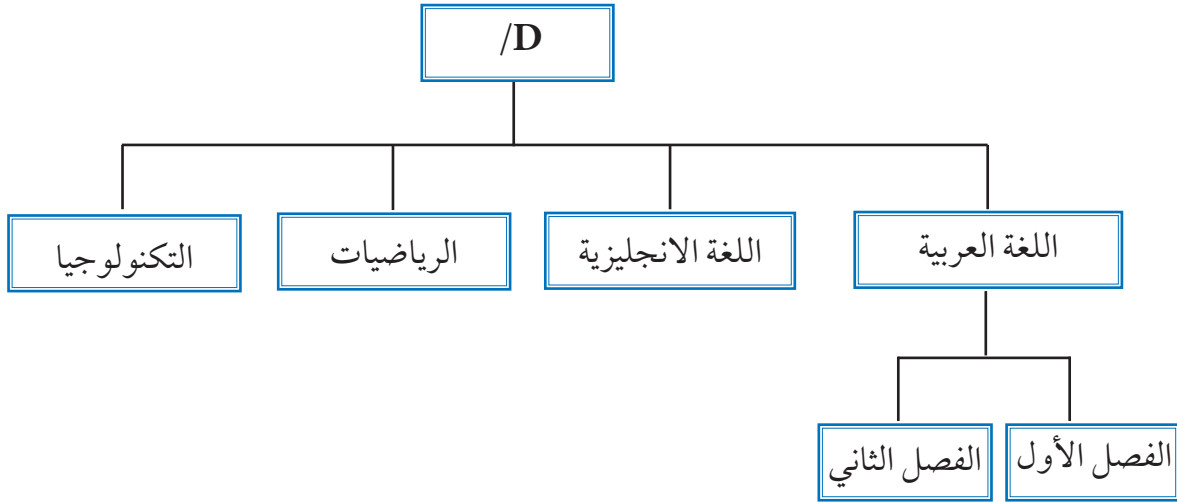 /D
اللغة العربية
اللغة الانجليزية
الرياضيات
التكنولوجيا
الفصل الأول
الفصل الثاني